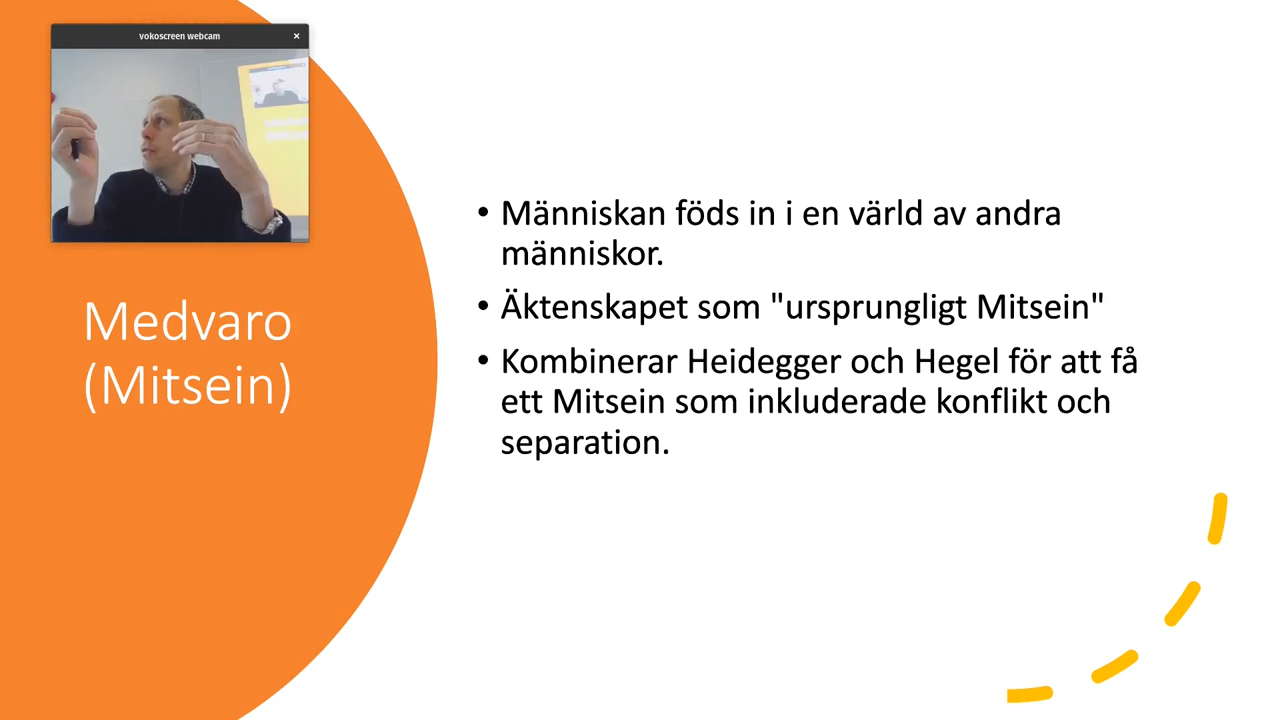 vokoscreen webcam
Medvaro
(Mitsein)
• Människan föds in i en värld av andra
människor.
• Äktenskapet som "ursprungligt Mitsein"
• Kombinerar Heidegger och Hegel för att få
ett Mitsein som inkluderade konflikt och
separation.